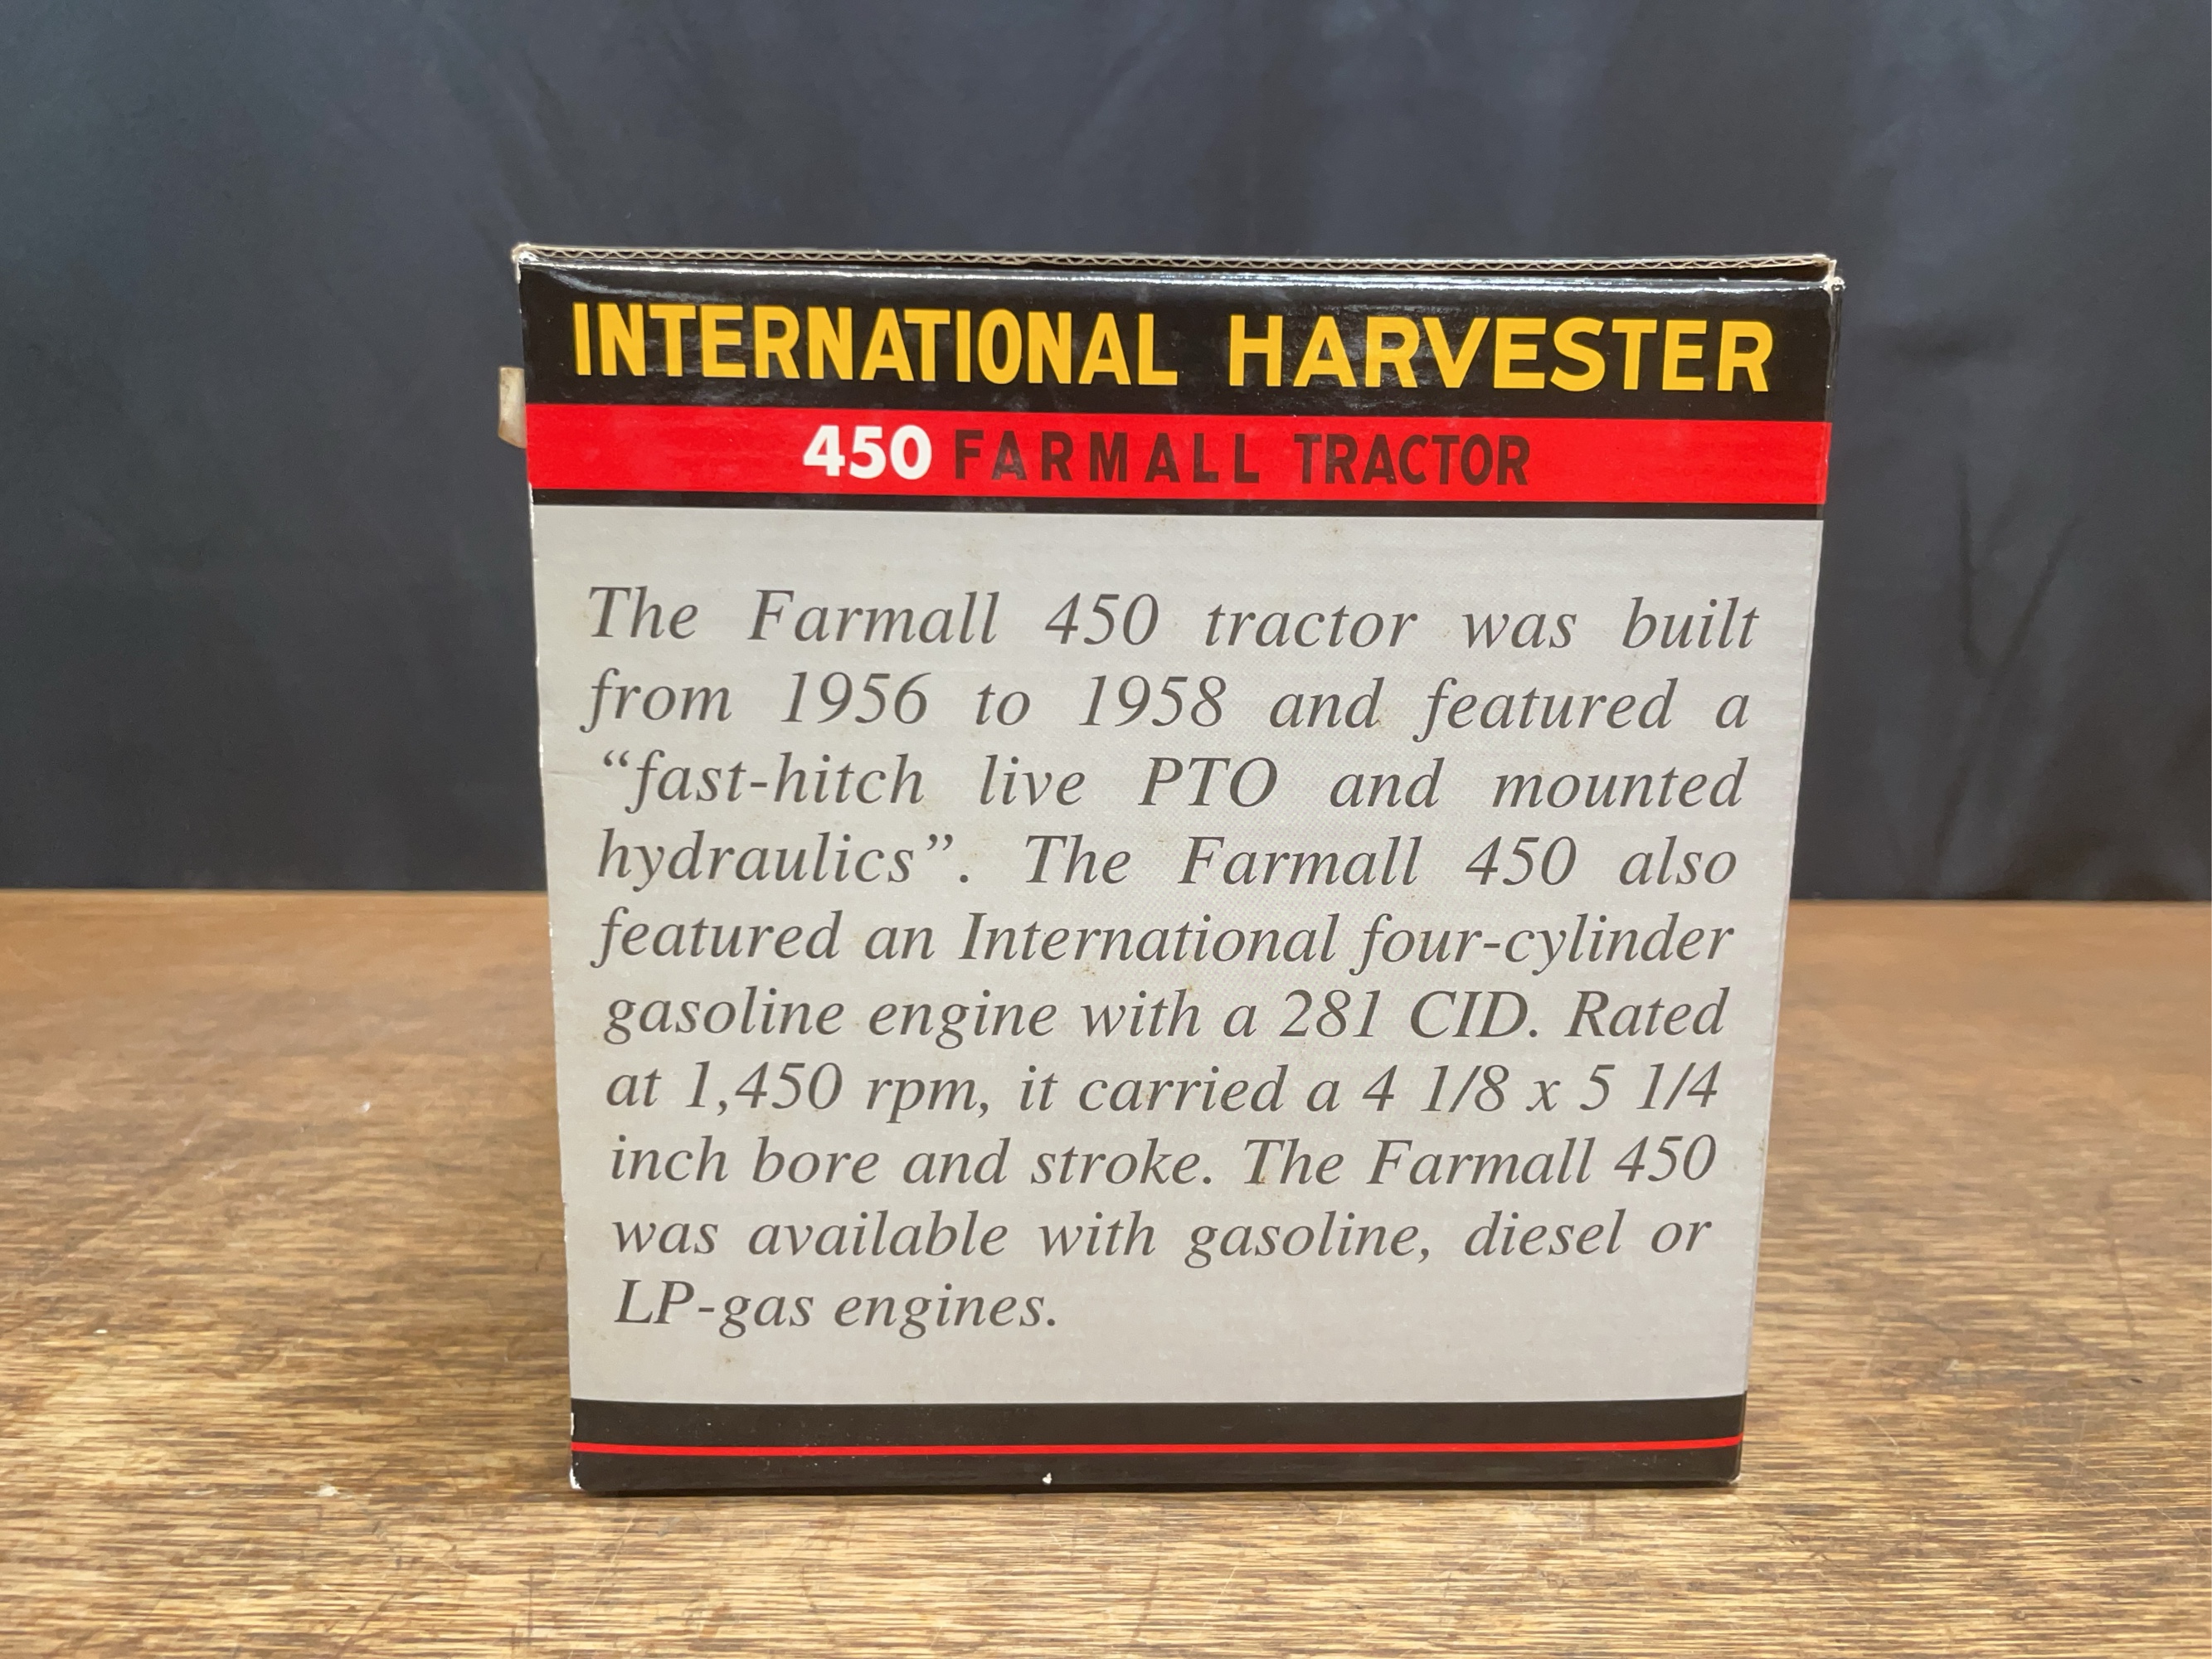 INTERNATIONAL HARVESTER
450 FARMALL TRACTOR
The Farmall 450 tractor was built
from 1956 to 1958 and featured a
“fast-hitch live PTO and mounted
hydraulics”. The Farmall 450 also
featured an International four-cylinder
gasoline engine with a 281 CID. Rated
at 1,450 rpm, it carried a 4 1/8 x 5 1/4
inch bore and stroke. The Farmall 450
was available with gasoline, diesel or
LP-gas engines.